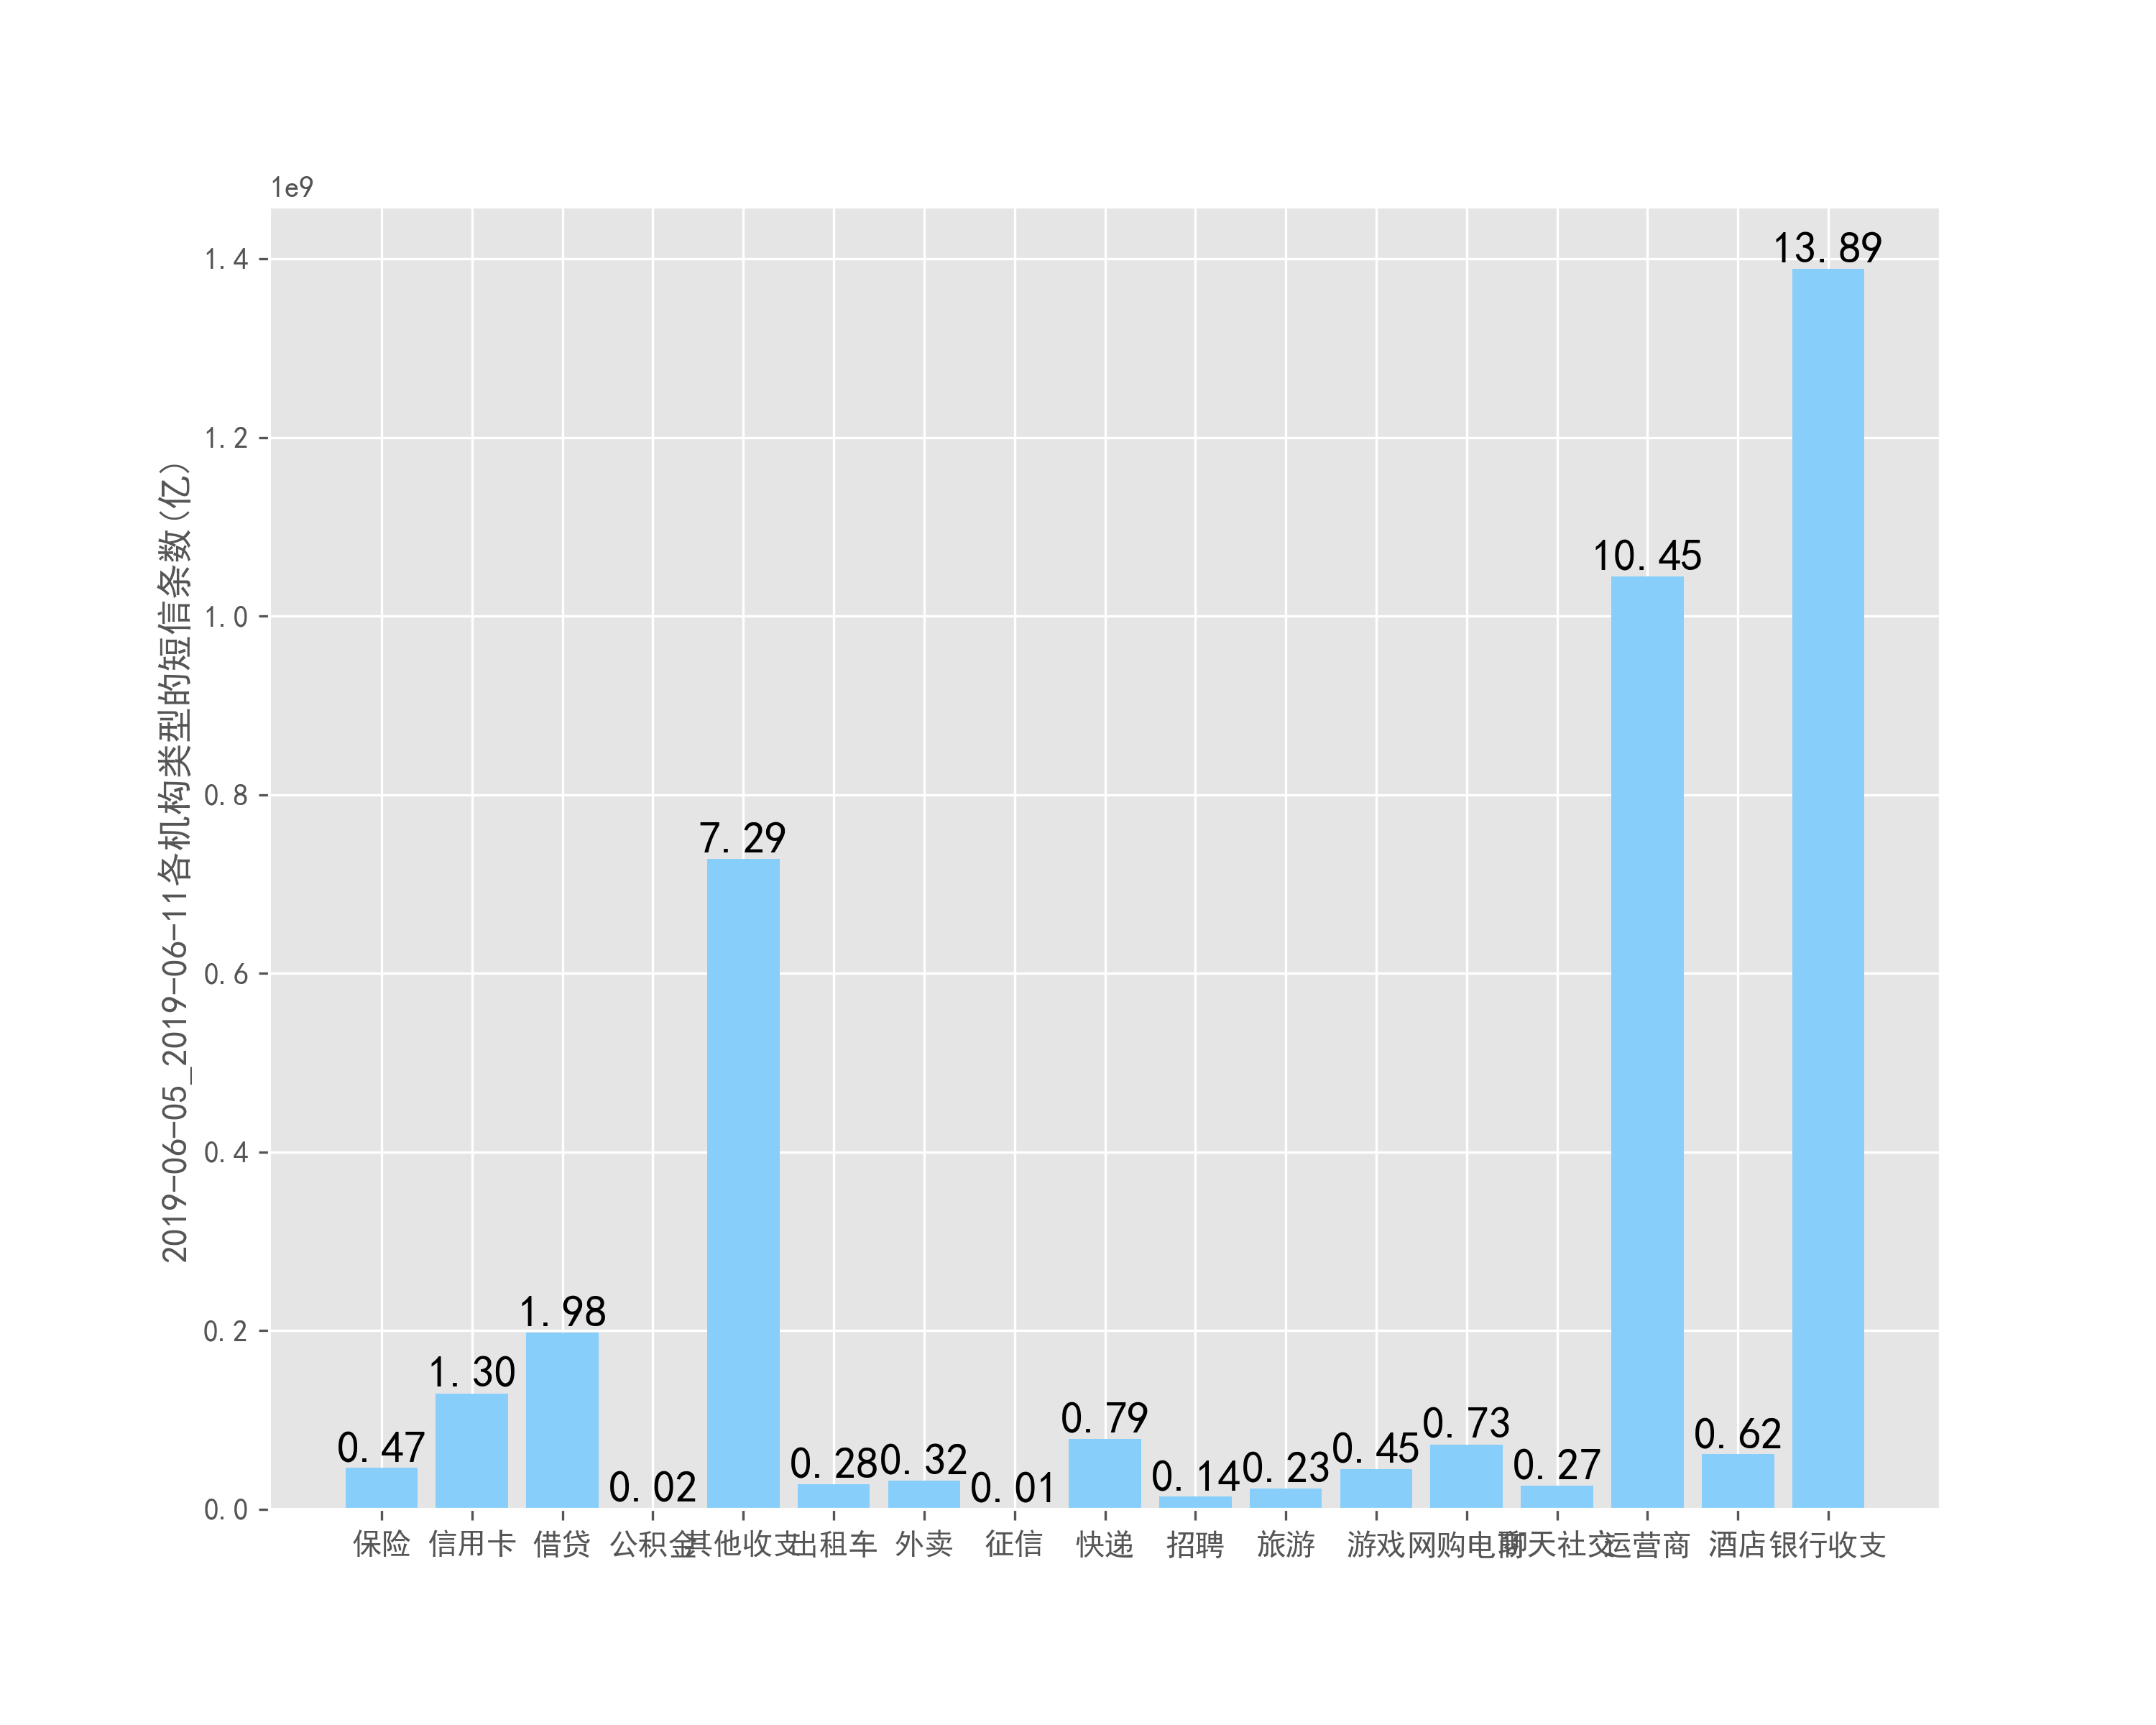 1e9
1.4
1.2
1.0
0.8
0.6
0.4
0.2
0.0
2019-06-05_2019-06-11各机构类型的短信条数(亿)
0.47
1.30
1.98
0.02
7.29
0.28
0.32
0.01
0.79
0.14
0.23
0.45
0.73
0.27
10.45
0.62
13.89
保险
信用卡
借贷
公积金
其他收支
出租车
外卖
征信
快递
招聘
旅游
游戏
网购电商
聊天社交
运营商
酒店
银行收支